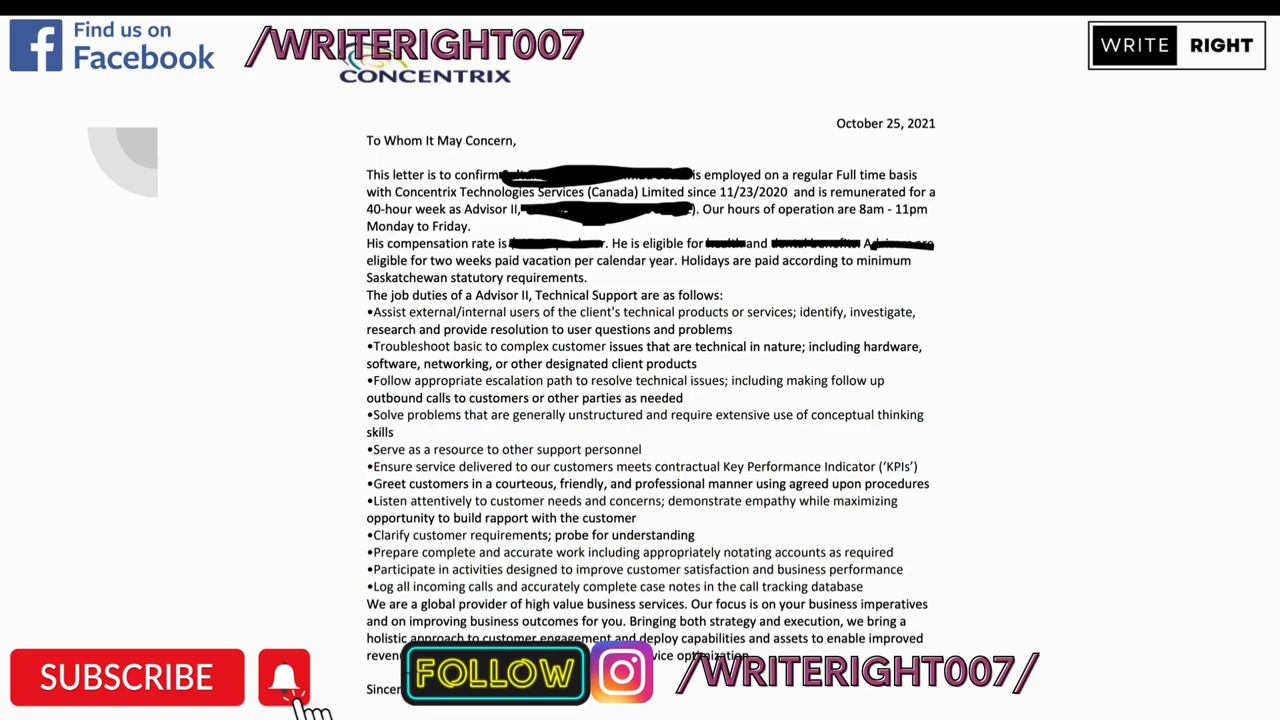 Find us on
Facebook
/WRITERIGHT007
CONCENTRIX
WRITE RIGHT
October 25, 2021
To Whom It May Concern,
This letter is to confirm is employed on a regular Full time basis
with Concentrix Technologies Services (Canada) Limited since 11/23/2020 and is remunerated for a
40-hour week as Advisor II, ). Our hours of operation are 8am - 11pm
Monday to Friday.
His compensation rate is . He is eligible for health and dental benefits. Advisors are
eligible for two weeks paid vacation per calendar year. Holidays are paid according to minimum
Saskatchewan statutory requirements.
The job duties of a Advisor II, Technical Support are as follows:
•Assist external/internal users of the client's technical products or services; identify, investigate,
research and provide resolution to user questions and problems
•Troubleshoot basic to complex customer issues that are technical in nature; including hardware,
software, networking, or other designated client products
•Follow appropriate escalation path to resolve technical issues; including making follow up
outbound calls to customers or other parties as needed
•Solve problems that are generally unstructured and require extensive use of conceptual thinking
skills
•Serve as a resource to other support personnel
•Ensure service delivered to our customers meets contractual Key Performance Indicator (‘KPIs’)
•Greet customers in a courteous, friendly, and professional manner using agreed upon procedures
•Listen attentively to customer needs and concerns; demonstrate empathy while maximizing
opportunity to build rapport with the customer
•Clarify customer requirements; probe for understanding
•Prepare complete and accurate work including appropriately notating accounts as required
•Participate in activities designed to improve customer satisfaction and business performance
•Log all incoming calls and accurately complete case notes in the call tracking database
We are a global provider of high value business services. Our focus is on your business imperatives
and on improving business outcomes for you. Bringing both strategy and execution, we bring a
holistic approach to customer engagement and deploy capabilities and assets to enable improved
optimization
SUBSCRIBE
FOLLOW
/WRITERIGHT007/